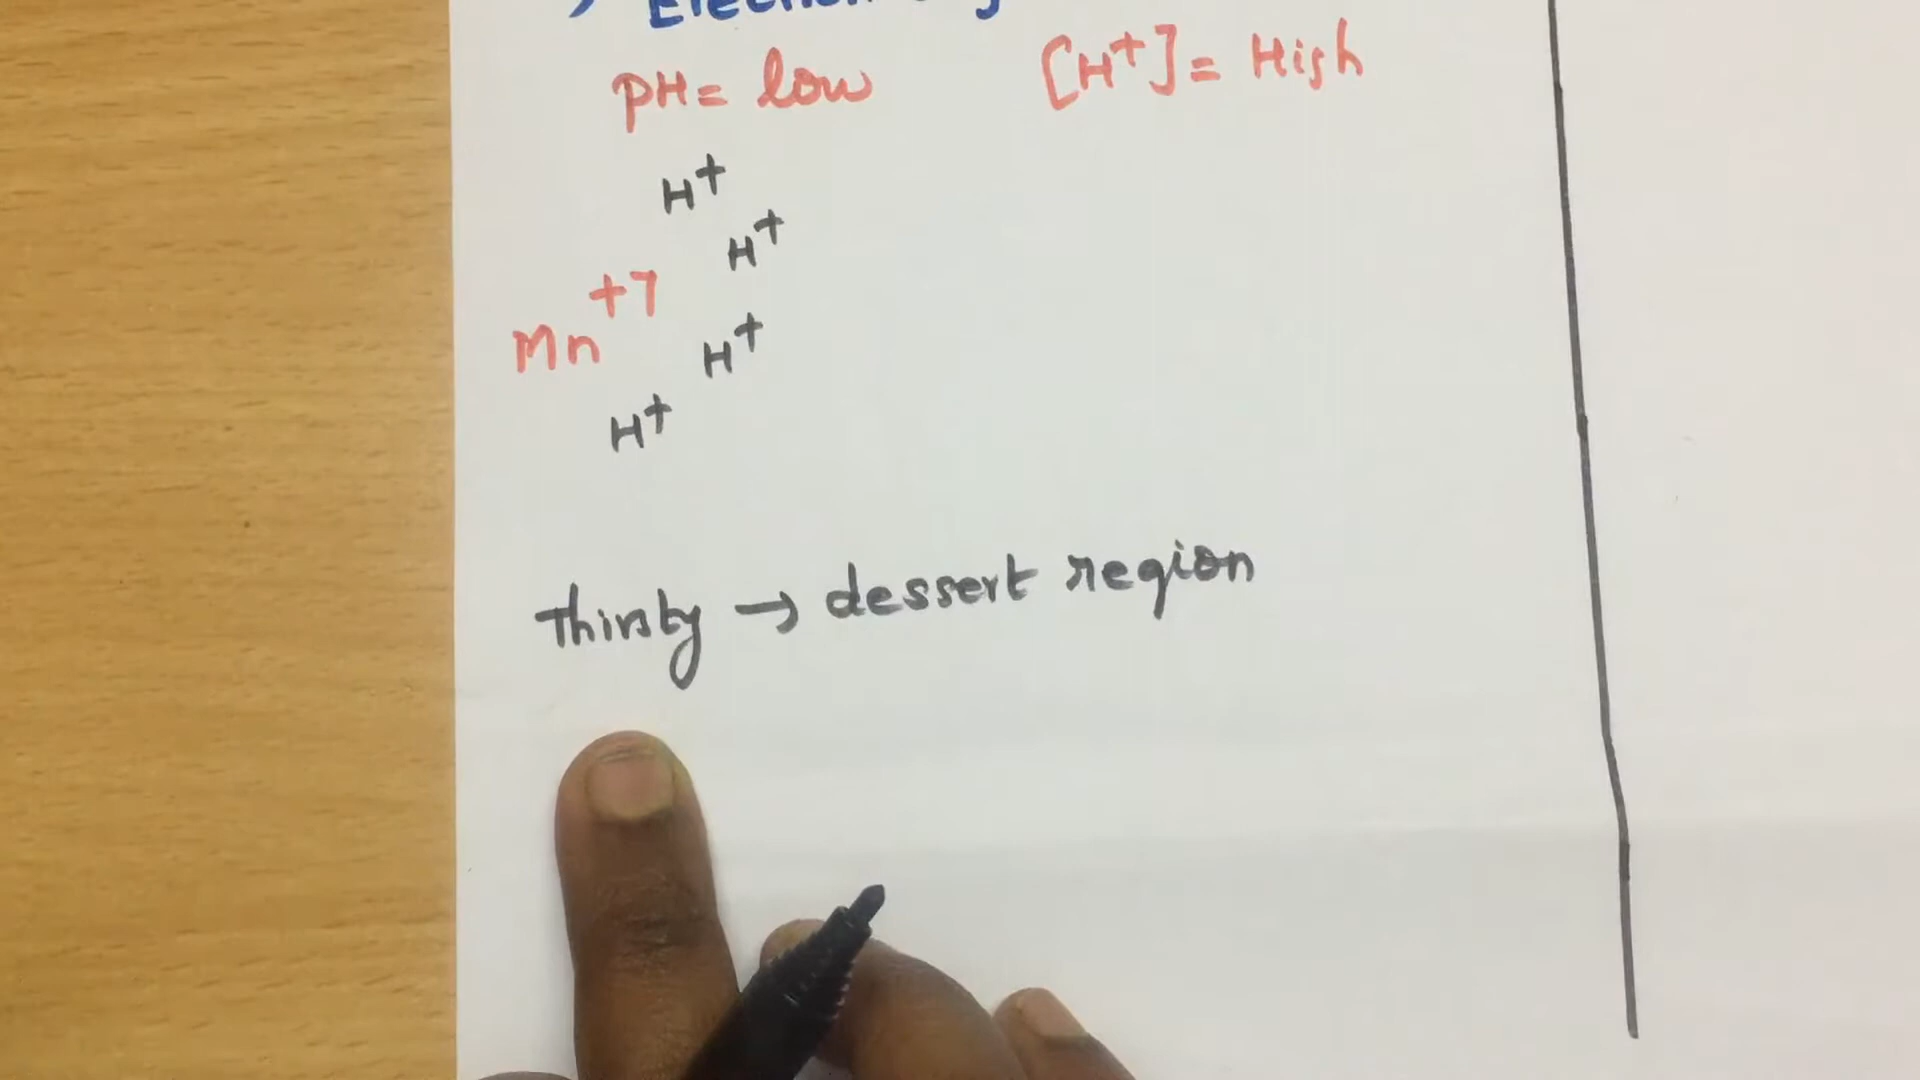 pH = low [H+] = High
H+
H+
Mn+7
H+
H+
thirsty → dessert region